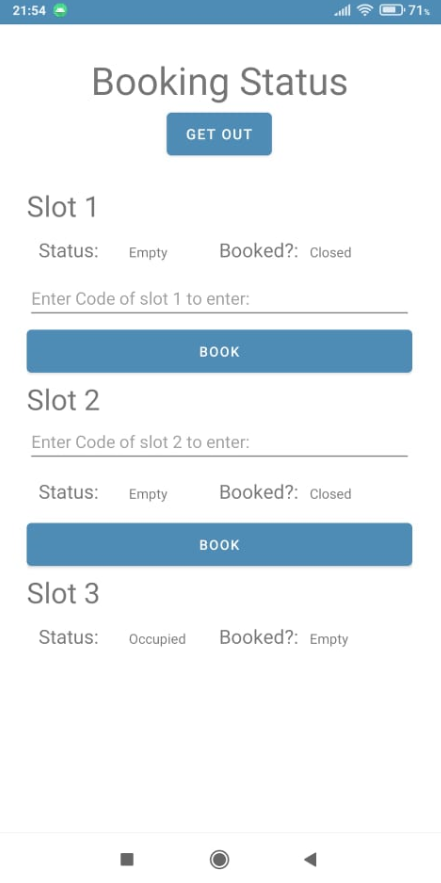 21:54 71%
Booking Status
GET OUT
Slot 1
Status: Empty Booked?: Closed
Enter Code of slot 1 to enter:
BOOK
Slot 2
Enter Code of slot 2 to enter:
Status: Empty Booked?: Closed
BOOK
Slot 3
Status: Occupied Booked?: Empty